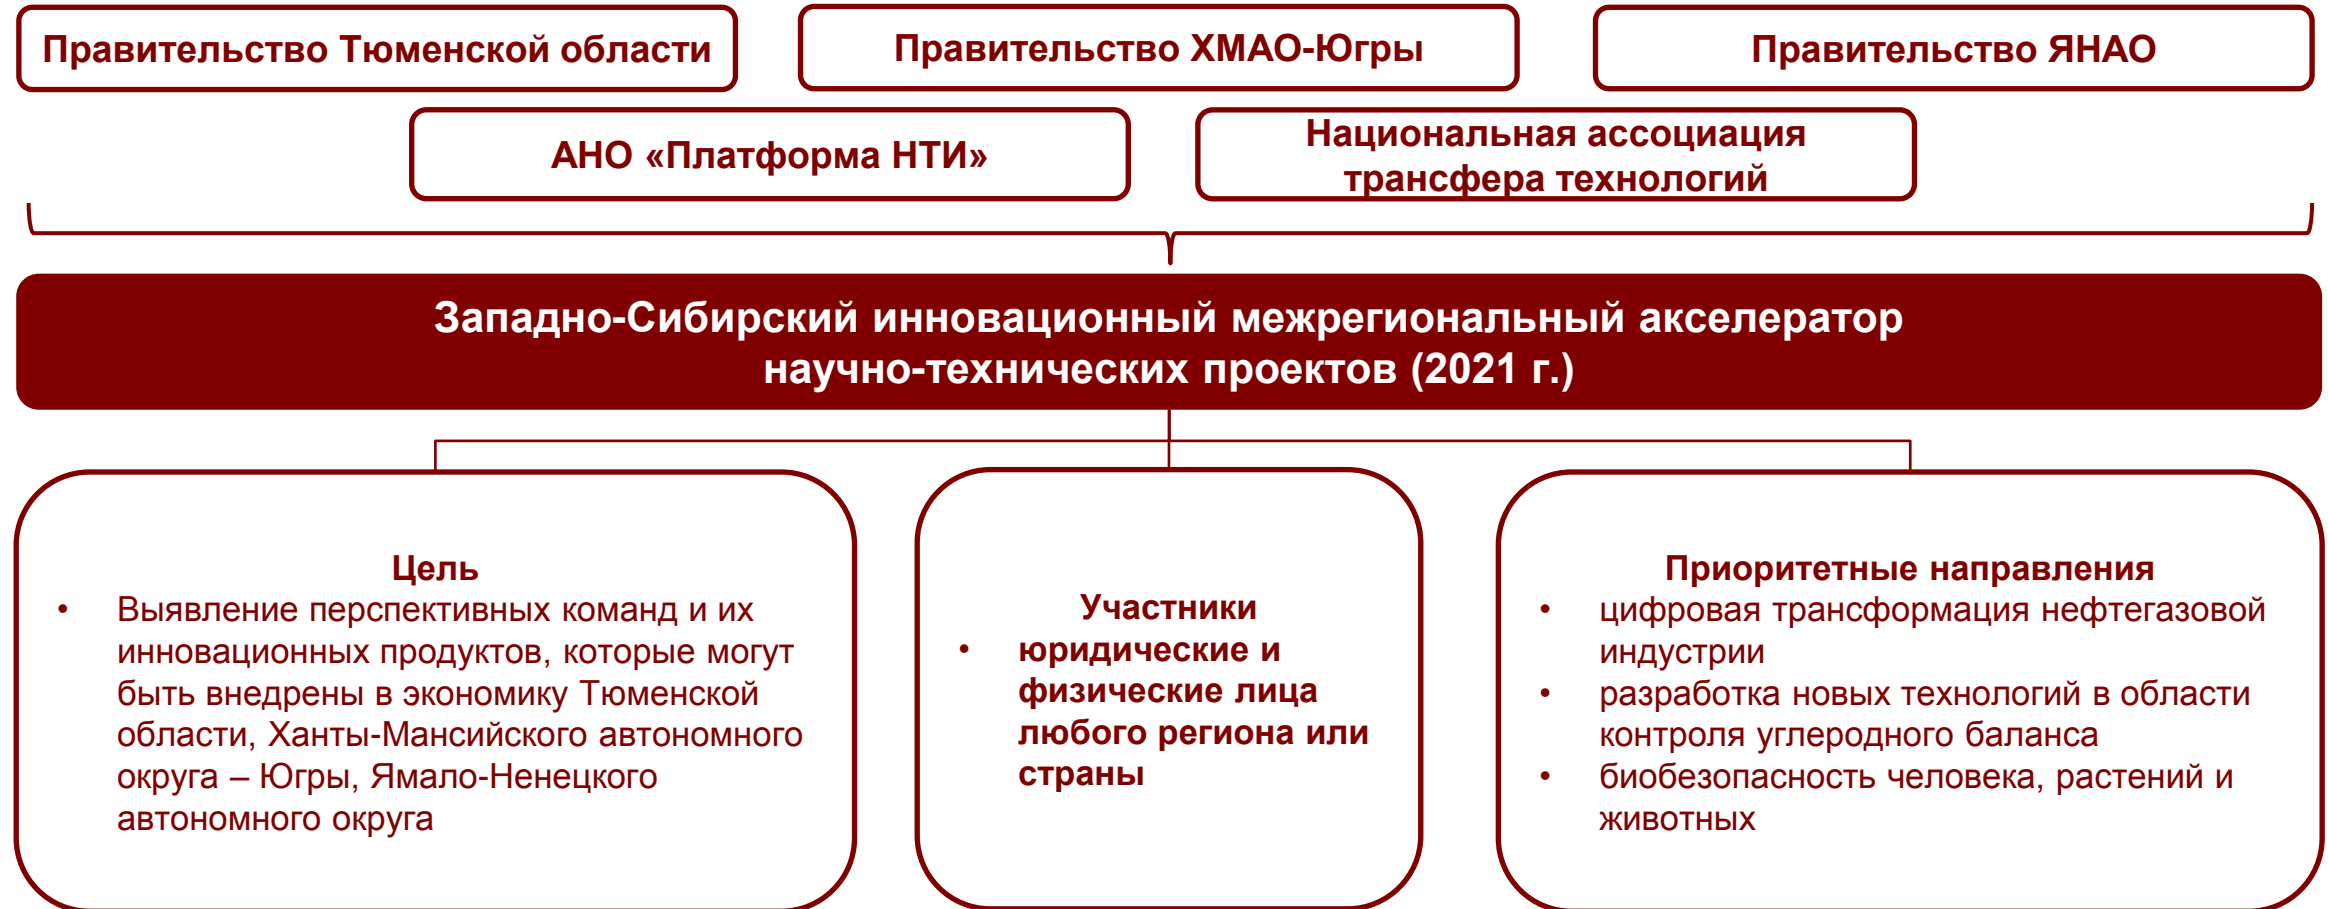 Правительство Тюменской области
Правительство ХМАО-Югры
Правительство ЯНАО
АНО «Платформа НТИ»
Национальная ассоциация
трансфера технологий
Западно-Сибирский инновационный межрегиональный акселератор
научно-технических проектов (2021 г.)
Цель
• Выявление перспективных команд и их
инновационных продуктов, которые могут
быть внедрены в экономику Тюменской
области, Ханты-Мансийского автономного
округа – Югры, Ямало-Ненецкого
автономного округа
Участники
• юридические и
физические лица
любого региона или
страны
Приоритетные направления
• цифровая трансформация нефтегазовой
индустрии
• разработка новых технологий в области
контроля углеродного баланса
• биобезопасность человека, растений и
животных